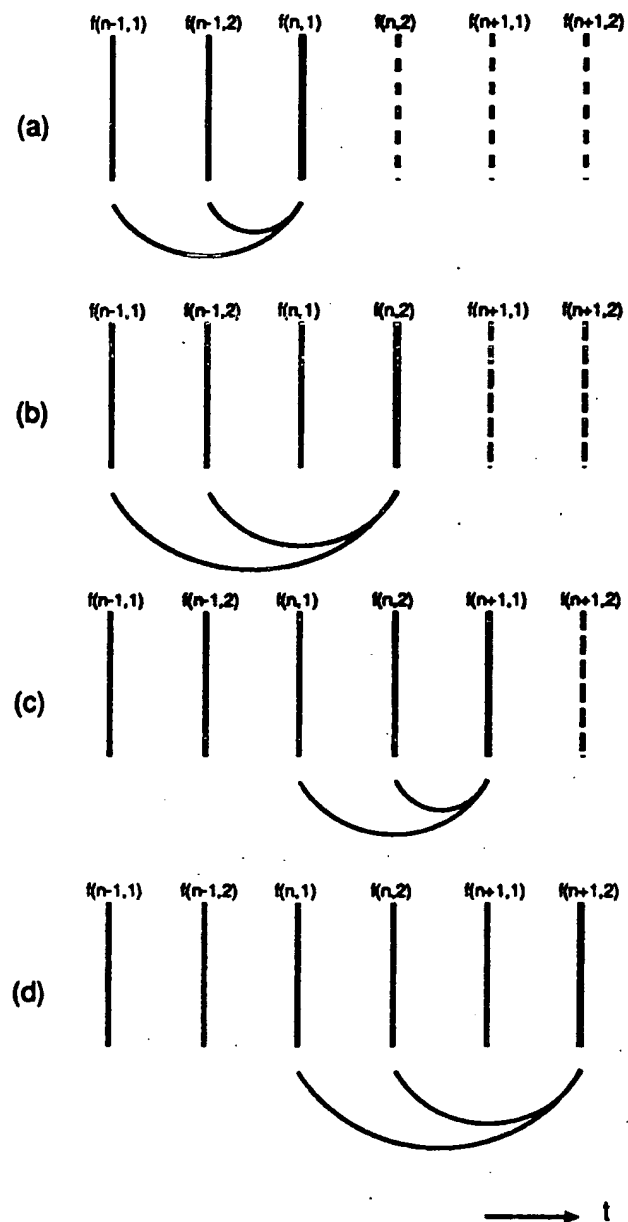 f(n-1,1) f(n-1,2) f(n,1) f(n,2) f(n+1,1) f(n+1,2)
(a)
f(n-1,1) f(n-1,2) f(n,1) f(n,2) f(n+1,1) f(n+1,2)
(b)
f(n-1,1) f(n-1,2) f(n,1) f(n,2) f(n+1,1) f(n+1,2)
(c)
f(n-1,1) f(n-1,2) f(n,1) f(n,2) f(n+1,1) f(n+1,2)
(d)
t